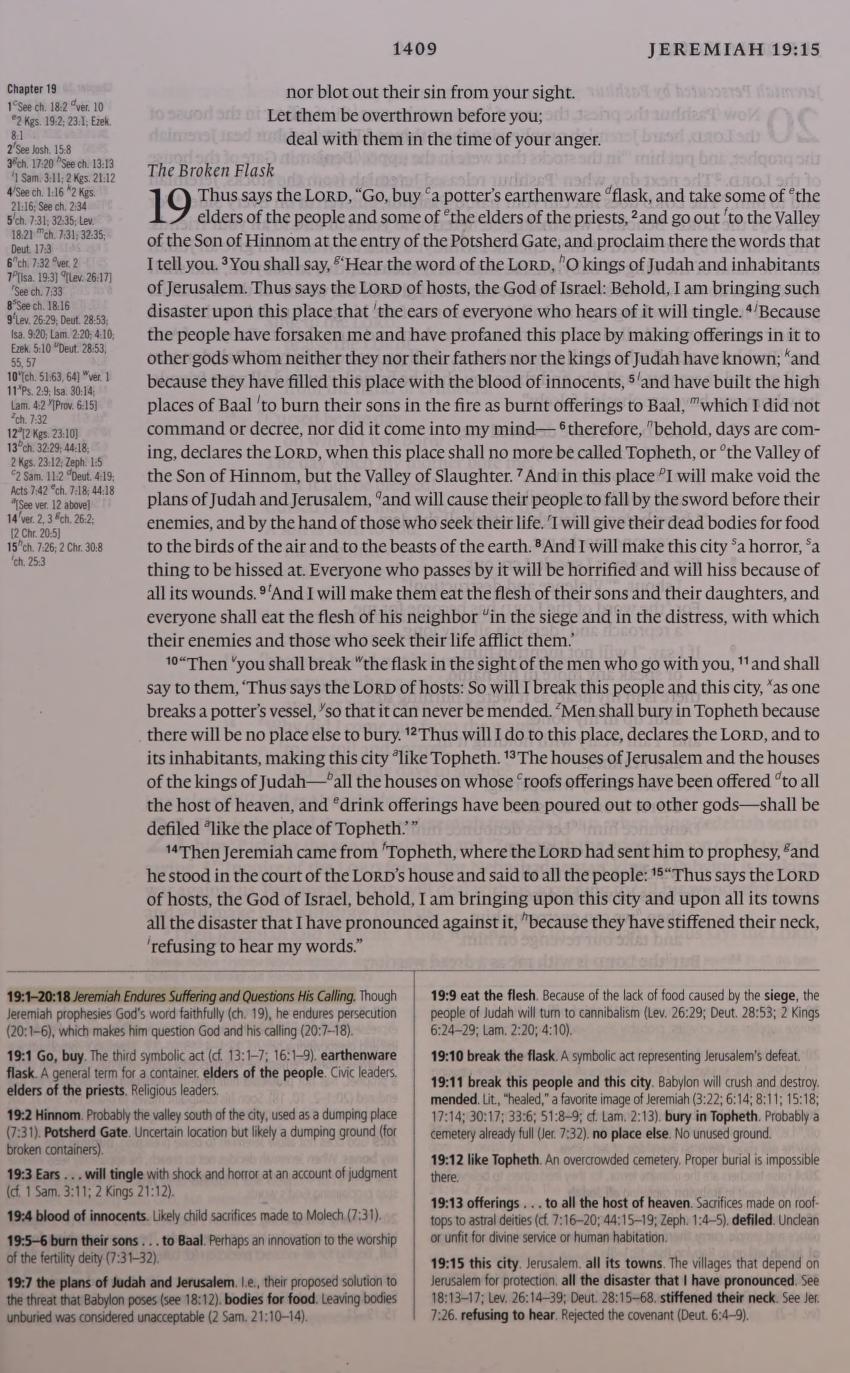 1409 JEREMIAH 19:15
Chapter 19
1 c See ch. 18:2 d ver. 10
e 2 Kgs. 19:2; 23:1; Ezek.
8:1
2 f See Josh. 15:8
3 g ch. 17:20 h See ch. 13:13
i 1 Sam. 3:11; 2 Kgs. 21:12
4 j See ch. 1:16 k 2 Kgs.
21:16; See ch. 2:34
5 l ch. 7:31; 32:35; Lev.
18:21 m ch. 7:31; 32:35;
Deut. 17:3
6 n ch. 7:32 o ver. 2
7 p [Isa. 19:3] q [Lev. 26:17]
r See ch. 7:33
8 s See ch. 18:16
9 t Lev. 26:29; Deut. 28:53;
Isa. 9:20; Lam. 2:20; 4:10;
Ezek. 5:10 u Deut. 28:53,
55, 57
10 v [ch. 51:63, 64] w ver. 1
11 x Ps. 2:9; Isa. 30:14;
Lam. 4:2 y [Prov. 6:15]
z ch. 7:32
12 a [2 Kgs. 23:10]
13 b ch. 32:29; 44:18;
2 Kgs. 23:12; Zeph. 1:5
c 2 Sam. 11:2 d Deut. 4:19;
Acts 7:42 e ch. 7:18; 44:18
a [See ver. 12 above]
14 f ver. 2, 3 g ch. 26:2;
[2 Chr. 20:5]
15 h ch. 7:26; 2 Chr. 30:8
i ch. 25:3
nor blot out their sin from your sight.
Let them be overthrown before you;
deal with them in the time of your anger.
The Broken Flask
19 Thus says the LORD, “Go, buy c a potter’s earthenware d flask, and take some of e the
elders of the people and some of e the elders of the priests, 2 and go out f to the Valley
of the Son of Hinnom at the entry of the Potsherd Gate, and proclaim there the words that
I tell you. 3 You shall say, g ‘Hear the word of the LORD, h O kings of Judah and inhabitants
of Jerusalem. Thus says the LORD of hosts, the God of Israel: Behold, I am bringing such
disaster upon this place that i the ears of everyone who hears of it will tingle. 4 j Because
the people have forsaken me and have profaned this place by making offerings in it to
other gods whom neither they nor their fathers nor the kings of Judah have known; k and
because they have filled this place with the blood of innocents, 5 l and have built the high
places of Baal l to burn their sons in the fire as burnt offerings to Baal, m which I did not
command or decree, nor did it come into my mind— 6 therefore, n behold, days are com-
ing, declares the LORD, when this place shall no more be called Topheth, or o the Valley of
the Son of Hinnom, but the Valley of Slaughter. 7 And in this place p I will make void the
plans of Judah and Jerusalem, q and will cause their people to fall by the sword before their
enemies, and by the hand of those who seek their life. r I will give their dead bodies for food
to the birds of the air and to the beasts of the earth. 8 And I will make this city s a horror, s a
thing to be hissed at. Everyone who passes by it will be horrified and will hiss because of
all its wounds. 9 t And I will make them eat the flesh of their sons and their daughters, and
everyone shall eat the flesh of his neighbor u in the siege and in the distress, with which
their enemies and those who seek their life afflict them.’
10 “Then v you shall break w the flask in the sight of the men who go with you, 11 and shall
say to them, ‘Thus says the LORD of hosts: So will I break this people and this city, x as one
breaks a potter’s vessel, y so that it can never be mended. z Men shall bury in Topheth because
there will be no place else to bury. 12 Thus will I do to this place, declares the LORD, and to
its inhabitants, making this city a like Topheth. 13 The houses of Jerusalem and the houses
of the kings of Judah— b all the houses on whose c roofs offerings have been offered d to all
the host of heaven, and e drink offerings have been poured out to other gods—shall be
defiled a like the place of Topheth.’”
14 Then Jeremiah came from f Topheth, where the LORD had sent him to prophesy, g and
he stood in the court of the LORD’s house and said to all the people: 15 “Thus says the LORD
of hosts, the God of Israel, behold, I am bringing upon this city and upon all its towns
all the disaster that I have pronounced against it, h because they have stiffened their neck,
i refusing to hear my words.”
19:1–20:18 Jeremiah Endures Suffering and Questions His Calling. Though
Jeremiah prophesies God’s word faithfully (ch. 19), he endures persecution
(20:1–6), which makes him question God and his calling (20:7–18).
19:1 Go, buy. The third symbolic act (cf. 13:1–7; 16:1–9). earthenware
flask. A general term for a container. elders of the people. Civic leaders.
elders of the priests. Religious leaders.
19:2 Hinnom. Probably the valley south of the city, used as a dumping place
(7:31). Potsherd Gate. Uncertain location but likely a dumping ground (for
broken containers).
19:3 Ears . . . will tingle with shock and horror at an account of judgment
(cf. 1 Sam. 3:11; 2 Kings 21:12).
19:4 blood of innocents. Likely child sacrifices made to Molech (7:31).
19:5–6 burn their sons . . . to Baal. Perhaps an innovation to the worship
of the fertility deity (7:31–32).
19:7 the plans of Judah and Jerusalem. I.e., their proposed solution to
the threat that Babylon poses (see 18:12). bodies for food. Leaving bodies
unburied was considered unacceptable (2 Sam. 21:10–14).
19:9 eat the flesh. Because of the lack of food caused by the siege, the
people of Judah will turn to cannibalism (Lev. 26:29; Deut. 28:53; 2 Kings
6:24–29; Lam. 2:20; 4:10).
19:10 break the flask. A symbolic act representing Jerusalem’s defeat.
19:11 break this people and this city. Babylon will crush and destroy.
mended. Lit., “healed,” a favorite image of Jeremiah (3:22; 6:14; 8:11; 15:18;
17:14; 30:17; 33:6; 51:8–9; cf. Lam. 2:13). bury in Topheth. Probably a
cemetery already full (Jer. 7:32). no place else. No unused ground.
19:12 like Topheth. An overcrowded cemetery. Proper burial is impossible
there.
19:13 offerings . . . to all the host of heaven. Sacrifices made on roof-
tops to astral deities (cf. 7:16–20; 44:15–19; Zeph. 1:4–5). defiled. Unclean
or unfit for divine service or human habitation.
19:15 this city. Jerusalem. all its towns. The villages that depend on
Jerusalem for protection. all the disaster that I have pronounced. See
18:13–17; Lev. 26:14–39; Deut. 28:15–68. stiffened their neck. See Jer.
7:26. refusing to hear. Rejected the covenant (Deut. 6:4–9).